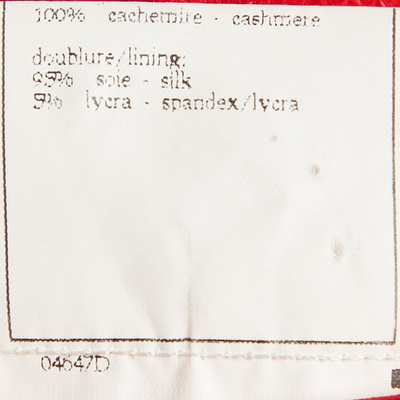 100% cachemire - cashmere
doublure/lining:
95% soie - silk
5% lycra - spandex/lycra
04647D